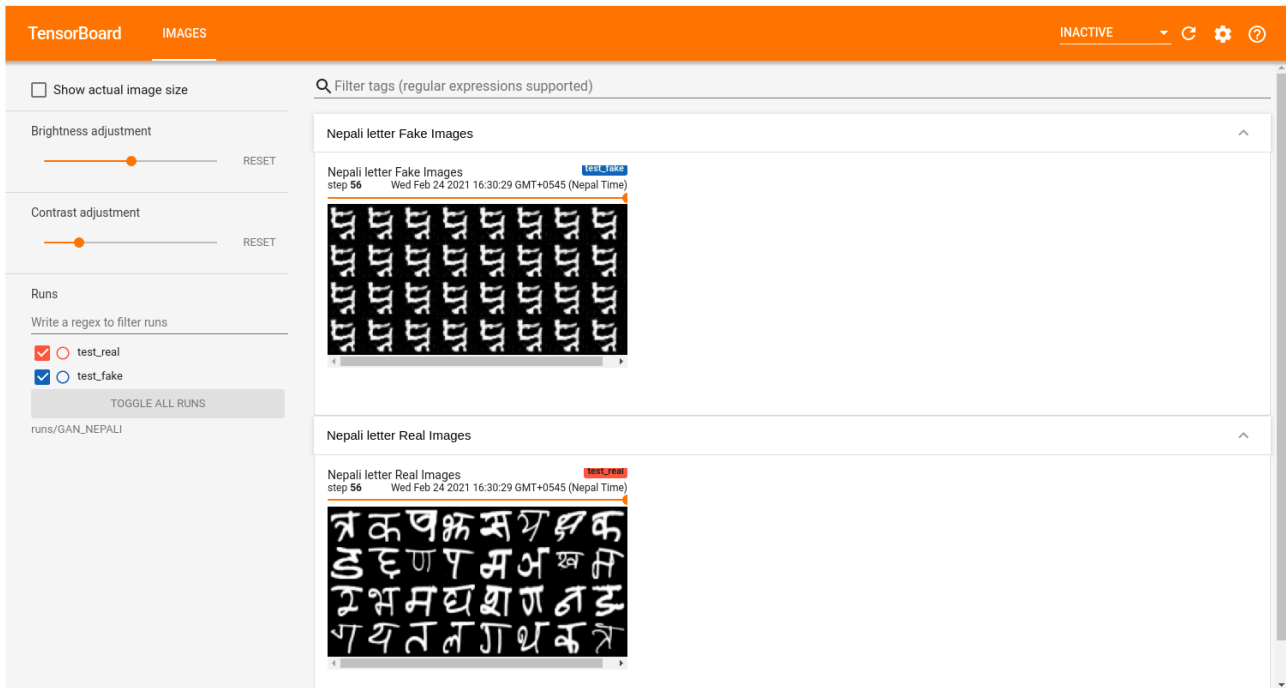 TensorBoard IMAGES INACTIVE
Show actual image size
Filter tags (regular expressions supported)
Brightness adjustment
RESET
Contrast adjustment
RESET
Runs
Write a regex to filter runs
test_real
test_fake
TOGGLE ALL RUNS
runs/GAN_NEPALI
Nepali letter Fake Images
Nepali letter Fake Images test_fake
step 56 Wed Feb 24 2021 16:30:29 GMT+0545 (Nepal Time)
Nepali letter Real Images
Nepali letter Real Images test_real
step 56 Wed Feb 24 2021 16:30:29 GMT+0545 (Nepal Time)
त्र क ष झ स य क्ष क
ड ह ण प म ञ ख म
र भ म घ श ग न ड
ग य त ल ग थ क त्र